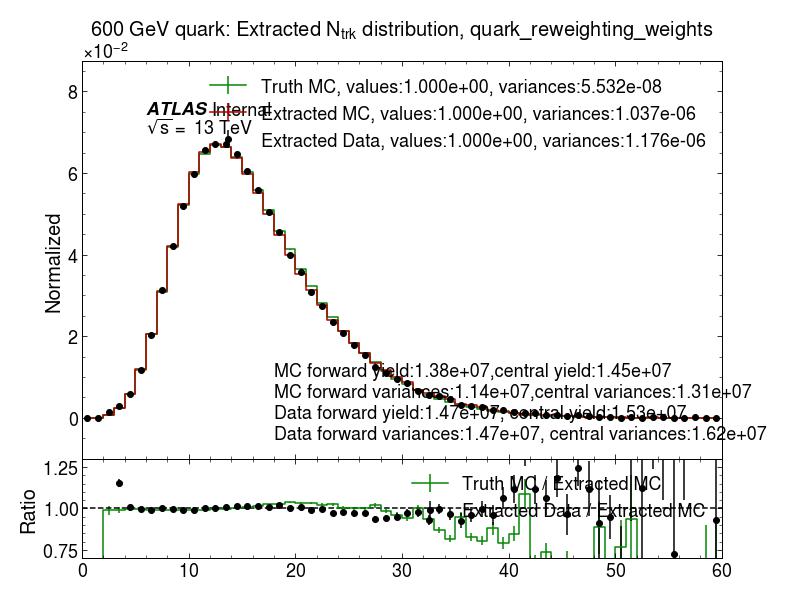 600 GeV quark: Extracted Ntrk distribution, quark_reweighting_weights
×10−2
Truth MC, values:1.000e+00, variances:5.532e-08
ATLAS Internal
Extracted MC, values:1.000e+00, variances:1.037e-06
√s = 13 TeV
Extracted Data, values:1.000e+00, variances:1.176e-06
8
6
4
2
0
Normalized
MC forward yield:1.38e+07,central yield:1.45e+07
MC forward variances:1.14e+07,central variances:1.31e+07
Data forward yield:1.47e+07, central yield:1.53e+07
Data forward variances:1.47e+07, central variances:1.62e+07
1.25
1.00
0.75
Ratio
Truth MC / Extracted MC
Extracted Data / Extracted MC
0 10 20 30 40 50 60